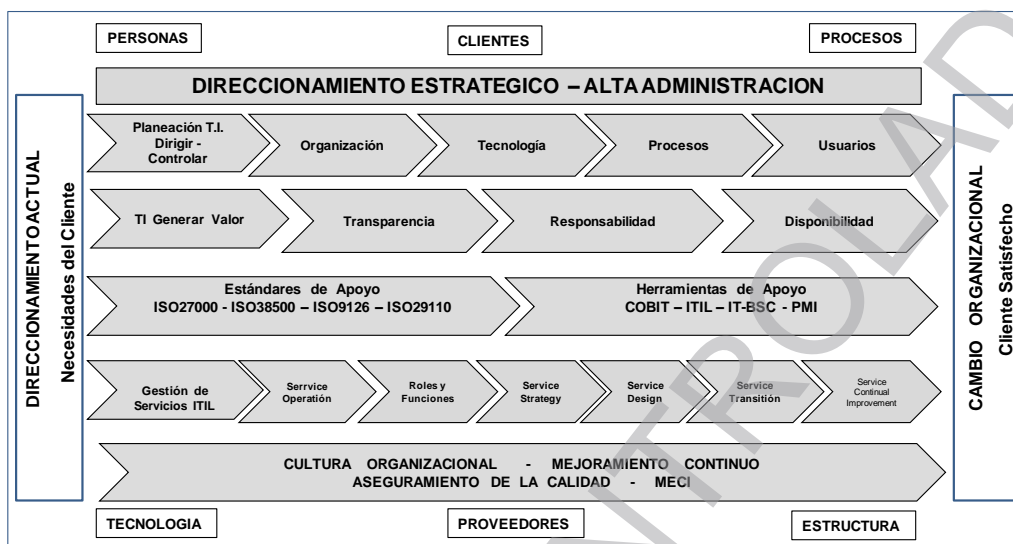 PERSONAS
CLIENTES
PROCESOS
DIRECCIONAMIENTO ESTRATEGICO – ALTA ADMINISTRACION
DIRECCIONAMIENTO ACTUAL
Necesidades del Cliente
Planeación T.I.
Dirigir -
Controlar
Organización
Tecnología
Procesos
Usuarios
TI Generar Valor
Transparencia
Responsabilidad
Disponibilidad
Estándares de Apoyo
ISO27000 - ISO38500 – ISO9126 – ISO29110
Herramientas de Apoyo
COBIT – ITIL – IT-BSC - PMI
Gestión de
Servicios ITIL
Serrvice
Operatión
Roles y
Funciones
Service
Strategy
Service
Design
Service
Transitión
Service
Continual
Improvement
CULTURA ORGANIZACIONAL - MEJORAMIENTO CONTINUO
ASEGURAMIENTO DE LA CALIDAD - MECI
CAMBIO ORGANIZACIONAL
Cliente Satisfecho
TECNOLOGIA
PROVEEDORES
ESTRUCTURA
NTROLAD